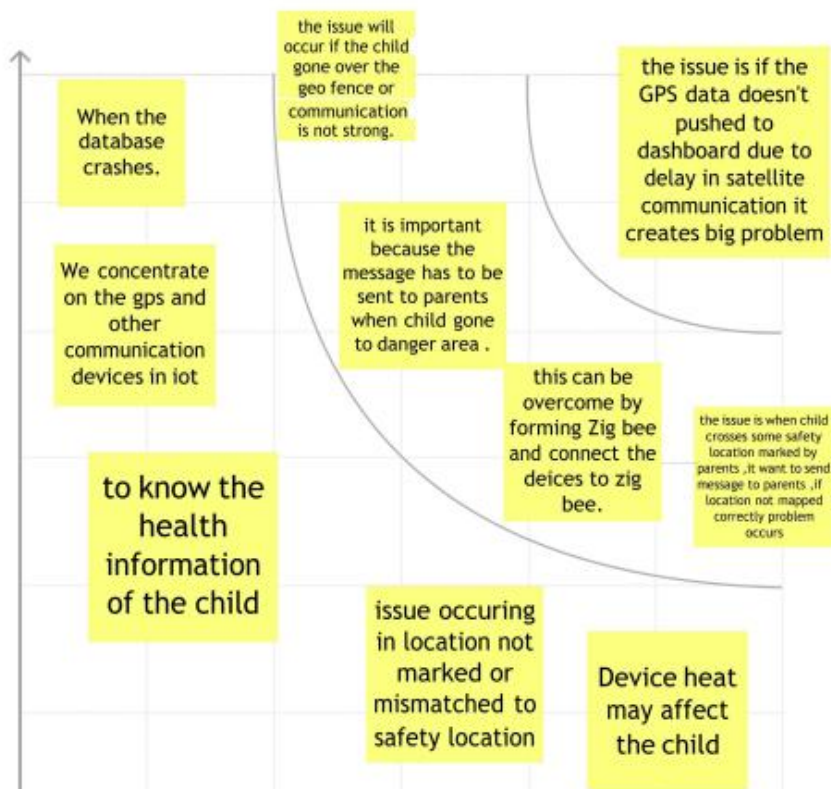 the issue will
occur if the child
gone over the
geo fence or
communication
is not strong.
the issue is if the
GPS data doesn't
pushed to
dashboard due to
delay in satellite
communication it
creates big problem
When the
database
crashes.
it is important
because the
message has to be
sent to parents
when child gone
to danger area .
We concentrate
on the gps and
other
communication
devices in iot
this can be
overcome by
forming Zig bee
and connect the
deices to zig
bee.
the issue is when child
crosses some safety
location marked by
parents ,it want to send
message to parents ,if
location not mapped
correctly problem
occurs
to know the
health
information
of the child
issue occuring
in location not
marked or
mismatched to
safety location
Device heat
may affect
the child